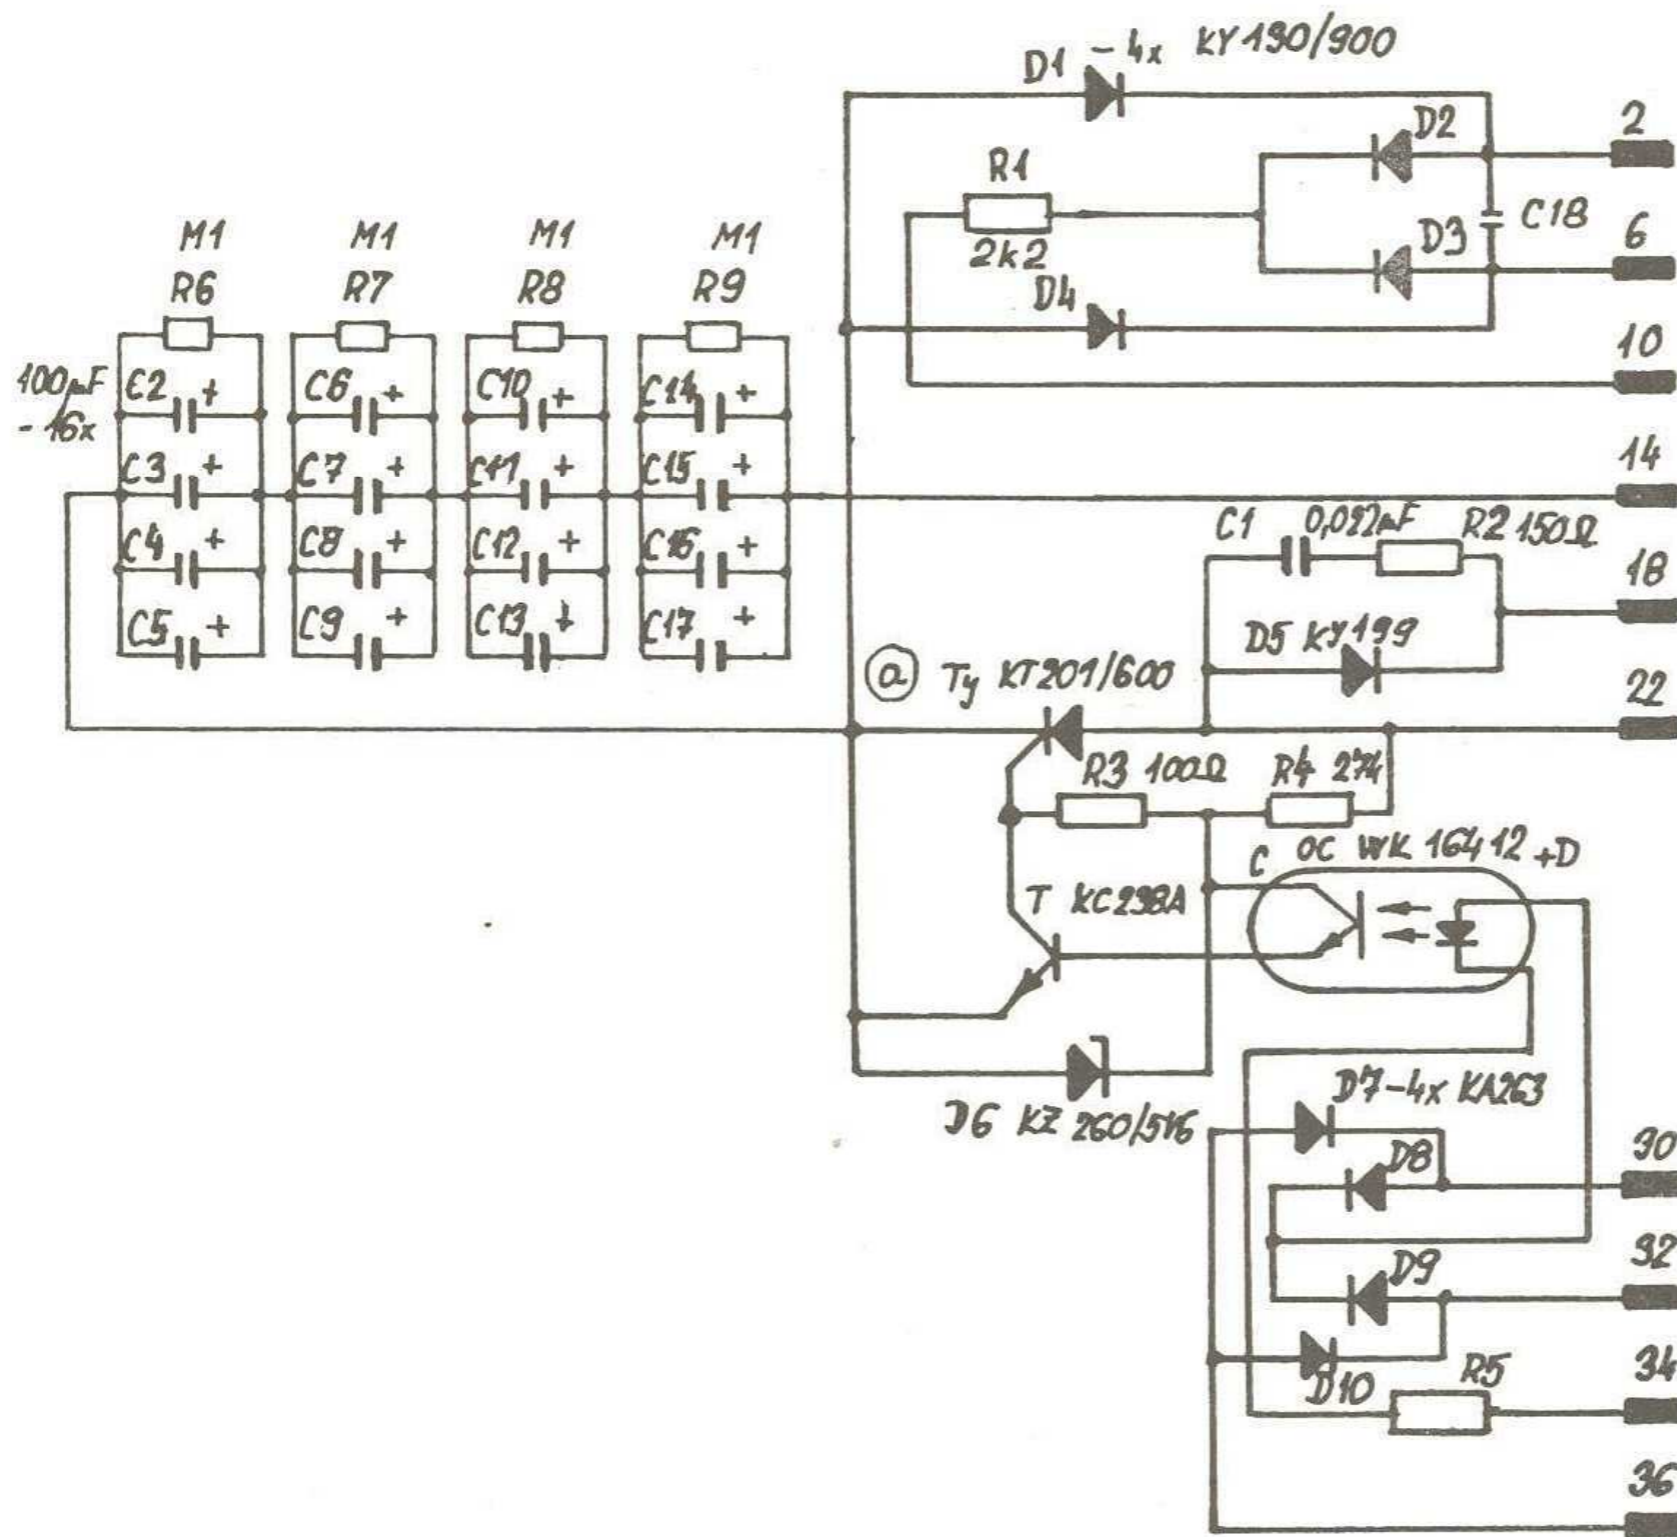 D1 - 4x KY190/900
D2
2
R1
2k2
D3
C18
6
D4
10
M1 M1 M1 M1
R6 R7 R8 R9
100µF
- 16x
C2 + C6 + C10 + C14 +
C3 + C7 + C11 + C15 +
C4 + C8 + C12 + C16 +
C5 + C9 + C13 + C17 +
14
C1 0,022µF R2 150Ω
18
D5 KY199
a Ty KT201/600
22
R3 100Ω R4 274
C OC WK 164 12 +D
T KC238A
D6 KZ 260/5V6
D7-4x KA263
D8
30
D9
32
D10
R5
34
36